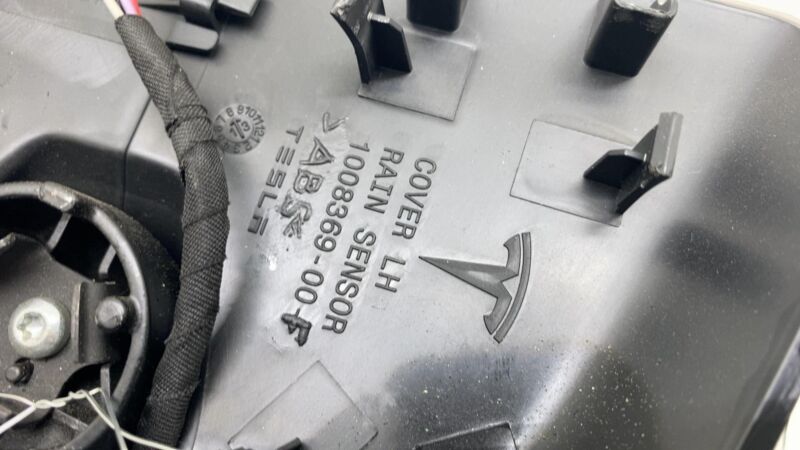 COVER LH
RAIN SENSOR
1008369-00-F
>ABS<
TESLA